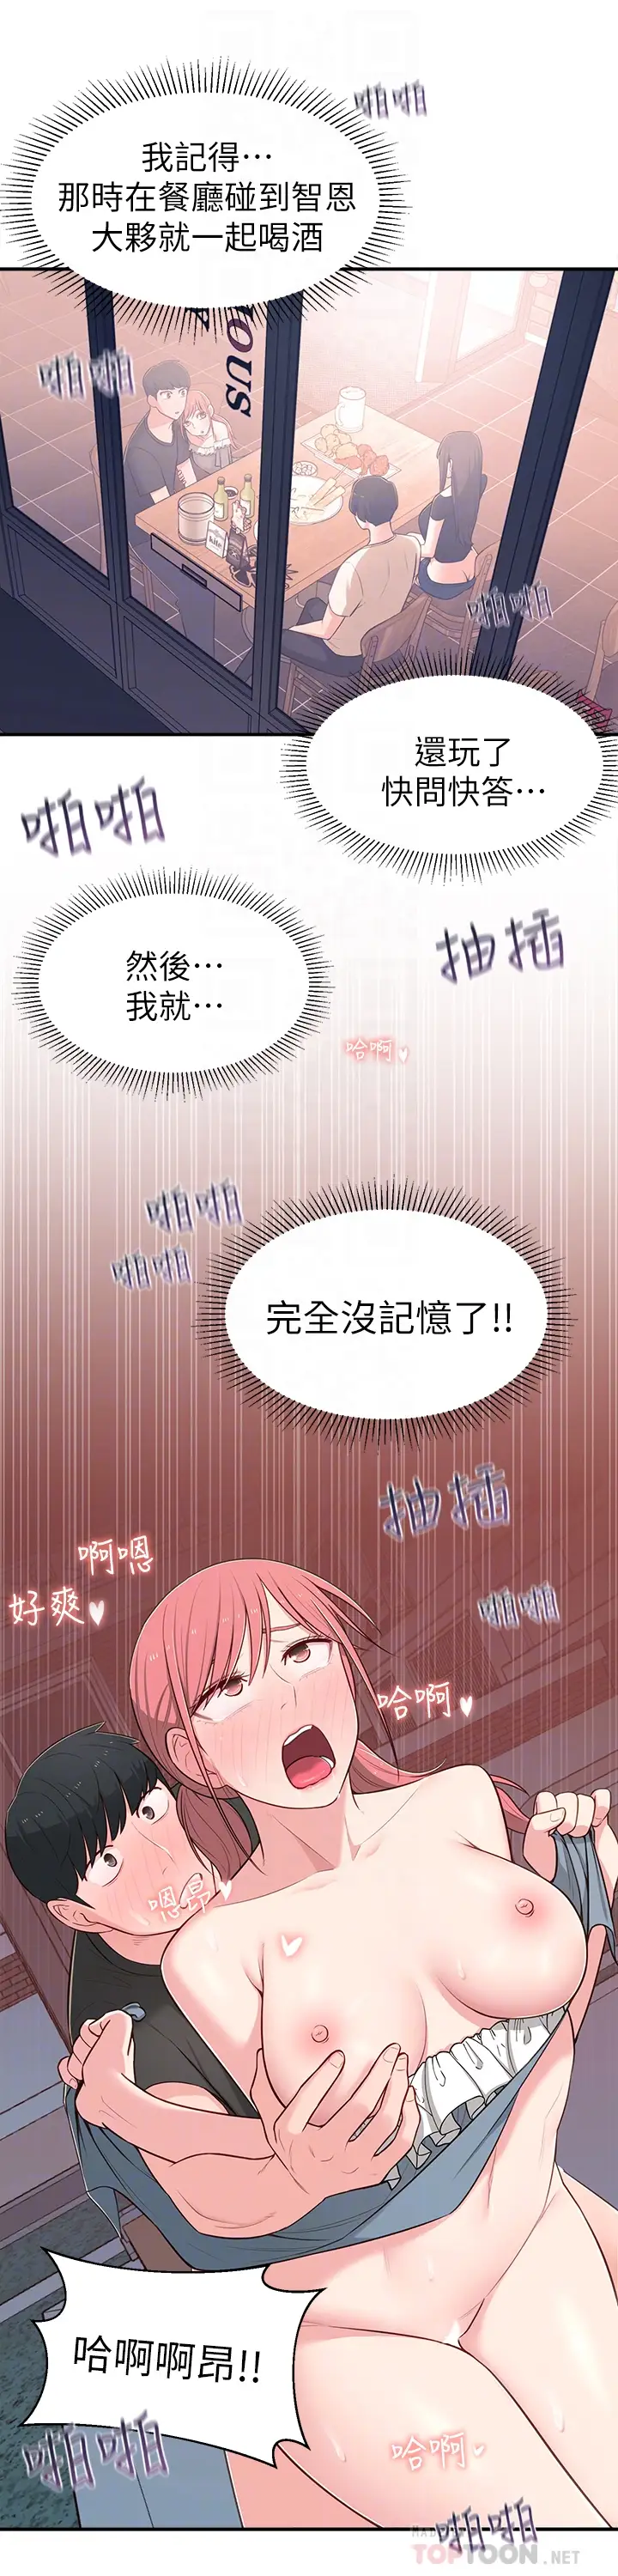 啪啪
我記得⋯
那時在餐廳碰到智恩
大夥就一起喝酒
IOUS
啪啪
啪啪
還玩了
快問快答⋯
啪啪
抽插
然後⋯
我就⋯
哈啊♥
啪啪
啪啪
完全沒記憶了!!
抽插
啊嗯
好爽♥
啪啪
哈啊♥
嗯昂♥
哈啊啊昂!!
啪啪
哈啊♥
啪啪
TOPTOON.NET